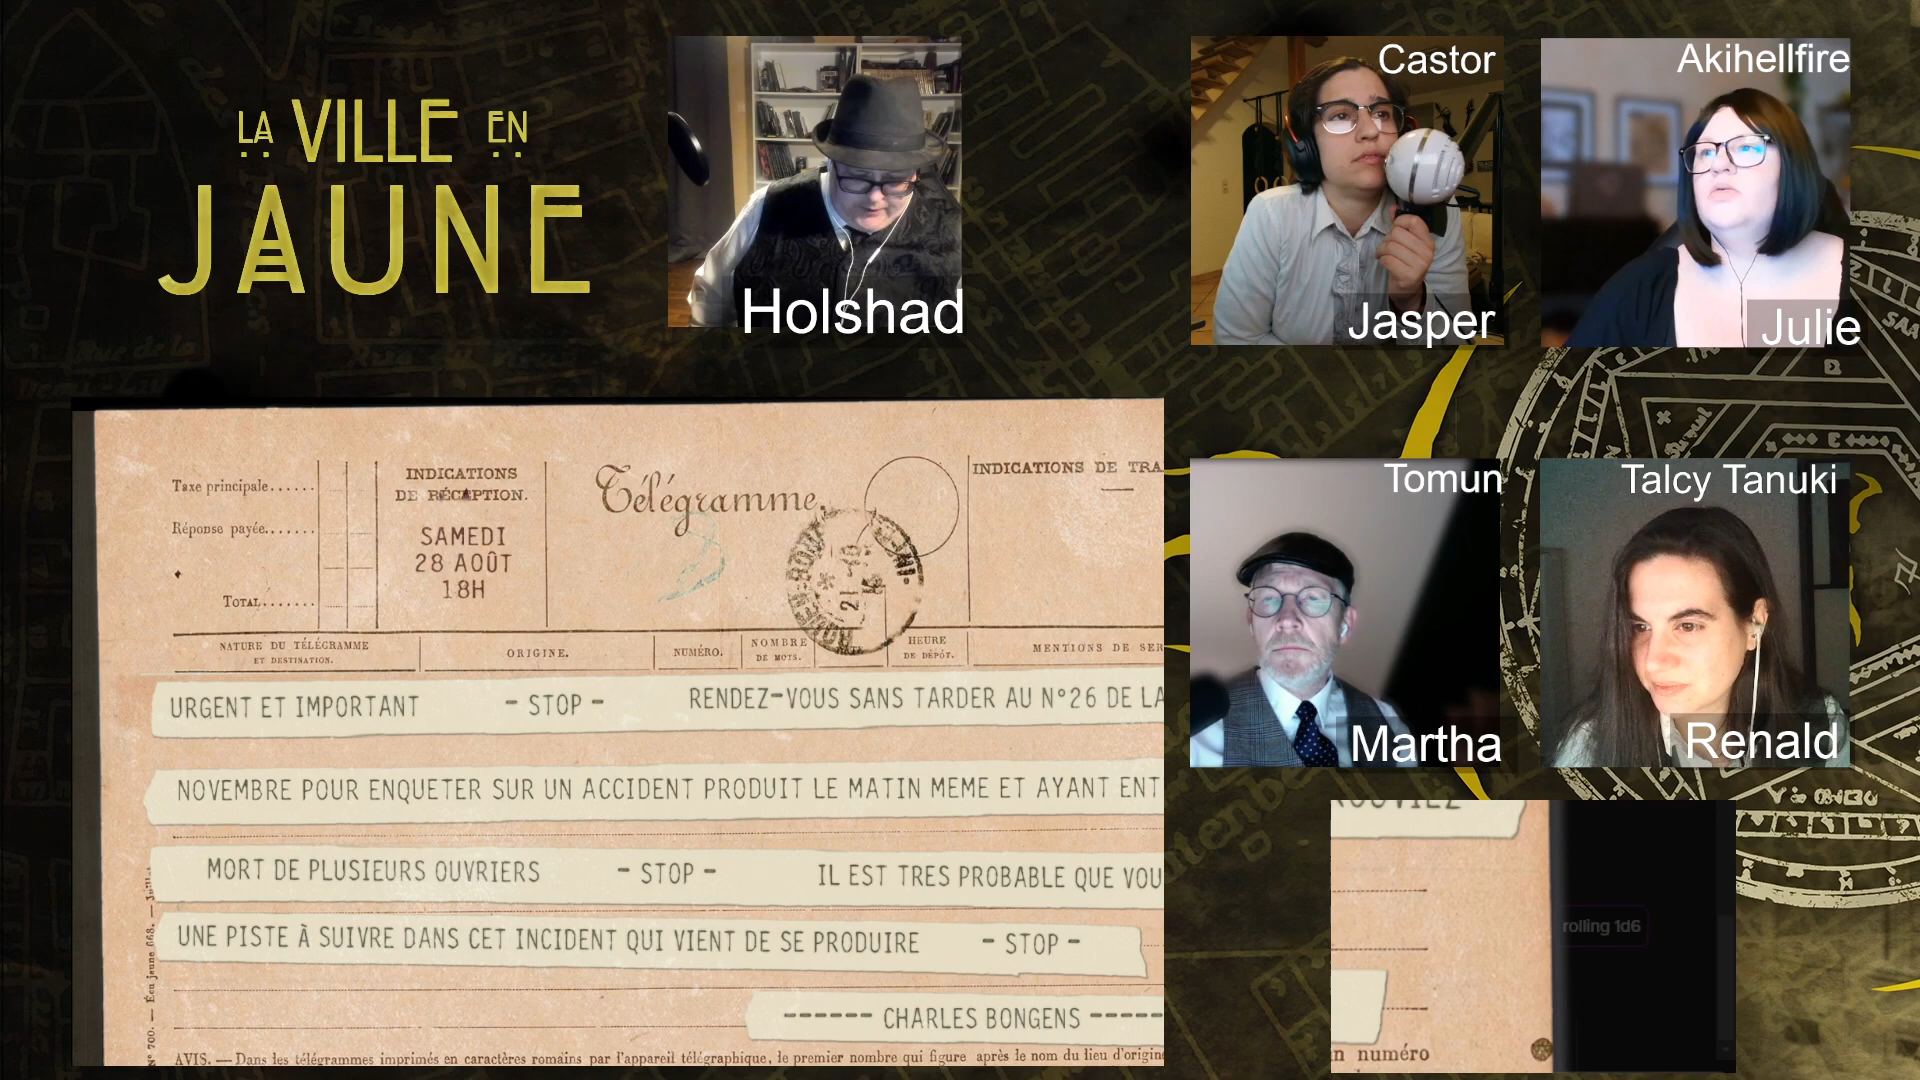 LA VILLE EN
JAUNE
Holshad
Castor
Jasper
Akihellfire
Julie
Tomun
Martha
Talcy Tanuki
Renald
Taxe principale......
Réponse payée.......
TOTAL.......
INDICATIONS
DE RÉCEPTION.
SAMEDI
28 AOÛT
18H
Télégramme
INDICATIONS DE TRA
NATURE DU TÉLÉGRAMME
ET DESTINATION.
ORIGINE.
NUMÉRO.
NOMBRE
DE MOTS.
HEURE
DE DÉPÔT.
MENTIONS DE SER
URGENT ET IMPORTANT - STOP - RENDEZ-VOUS SANS TARDER AU N°26 DE LA
NOVEMBRE POUR ENQUETER SUR UN ACCIDENT PRODUIT LE MATIN MEME ET AYANT ENT
MORT DE PLUSIEURS OUVRIERS - STOP - IL EST TRES PROBABLE QUE VOU
UNE PISTE À SUIVRE DANS CET INCIDENT QUI VIENT DE SE PRODUIRE - STOP -
------ CHARLES BONGENS -----
AVIS. — Dans les télégrammes imprimés en caractères romains par l'appareil télégraphique, le premier nombre qui figure après le nom du lieu d'origine
N° 700.
rolling 1d6
n numéro